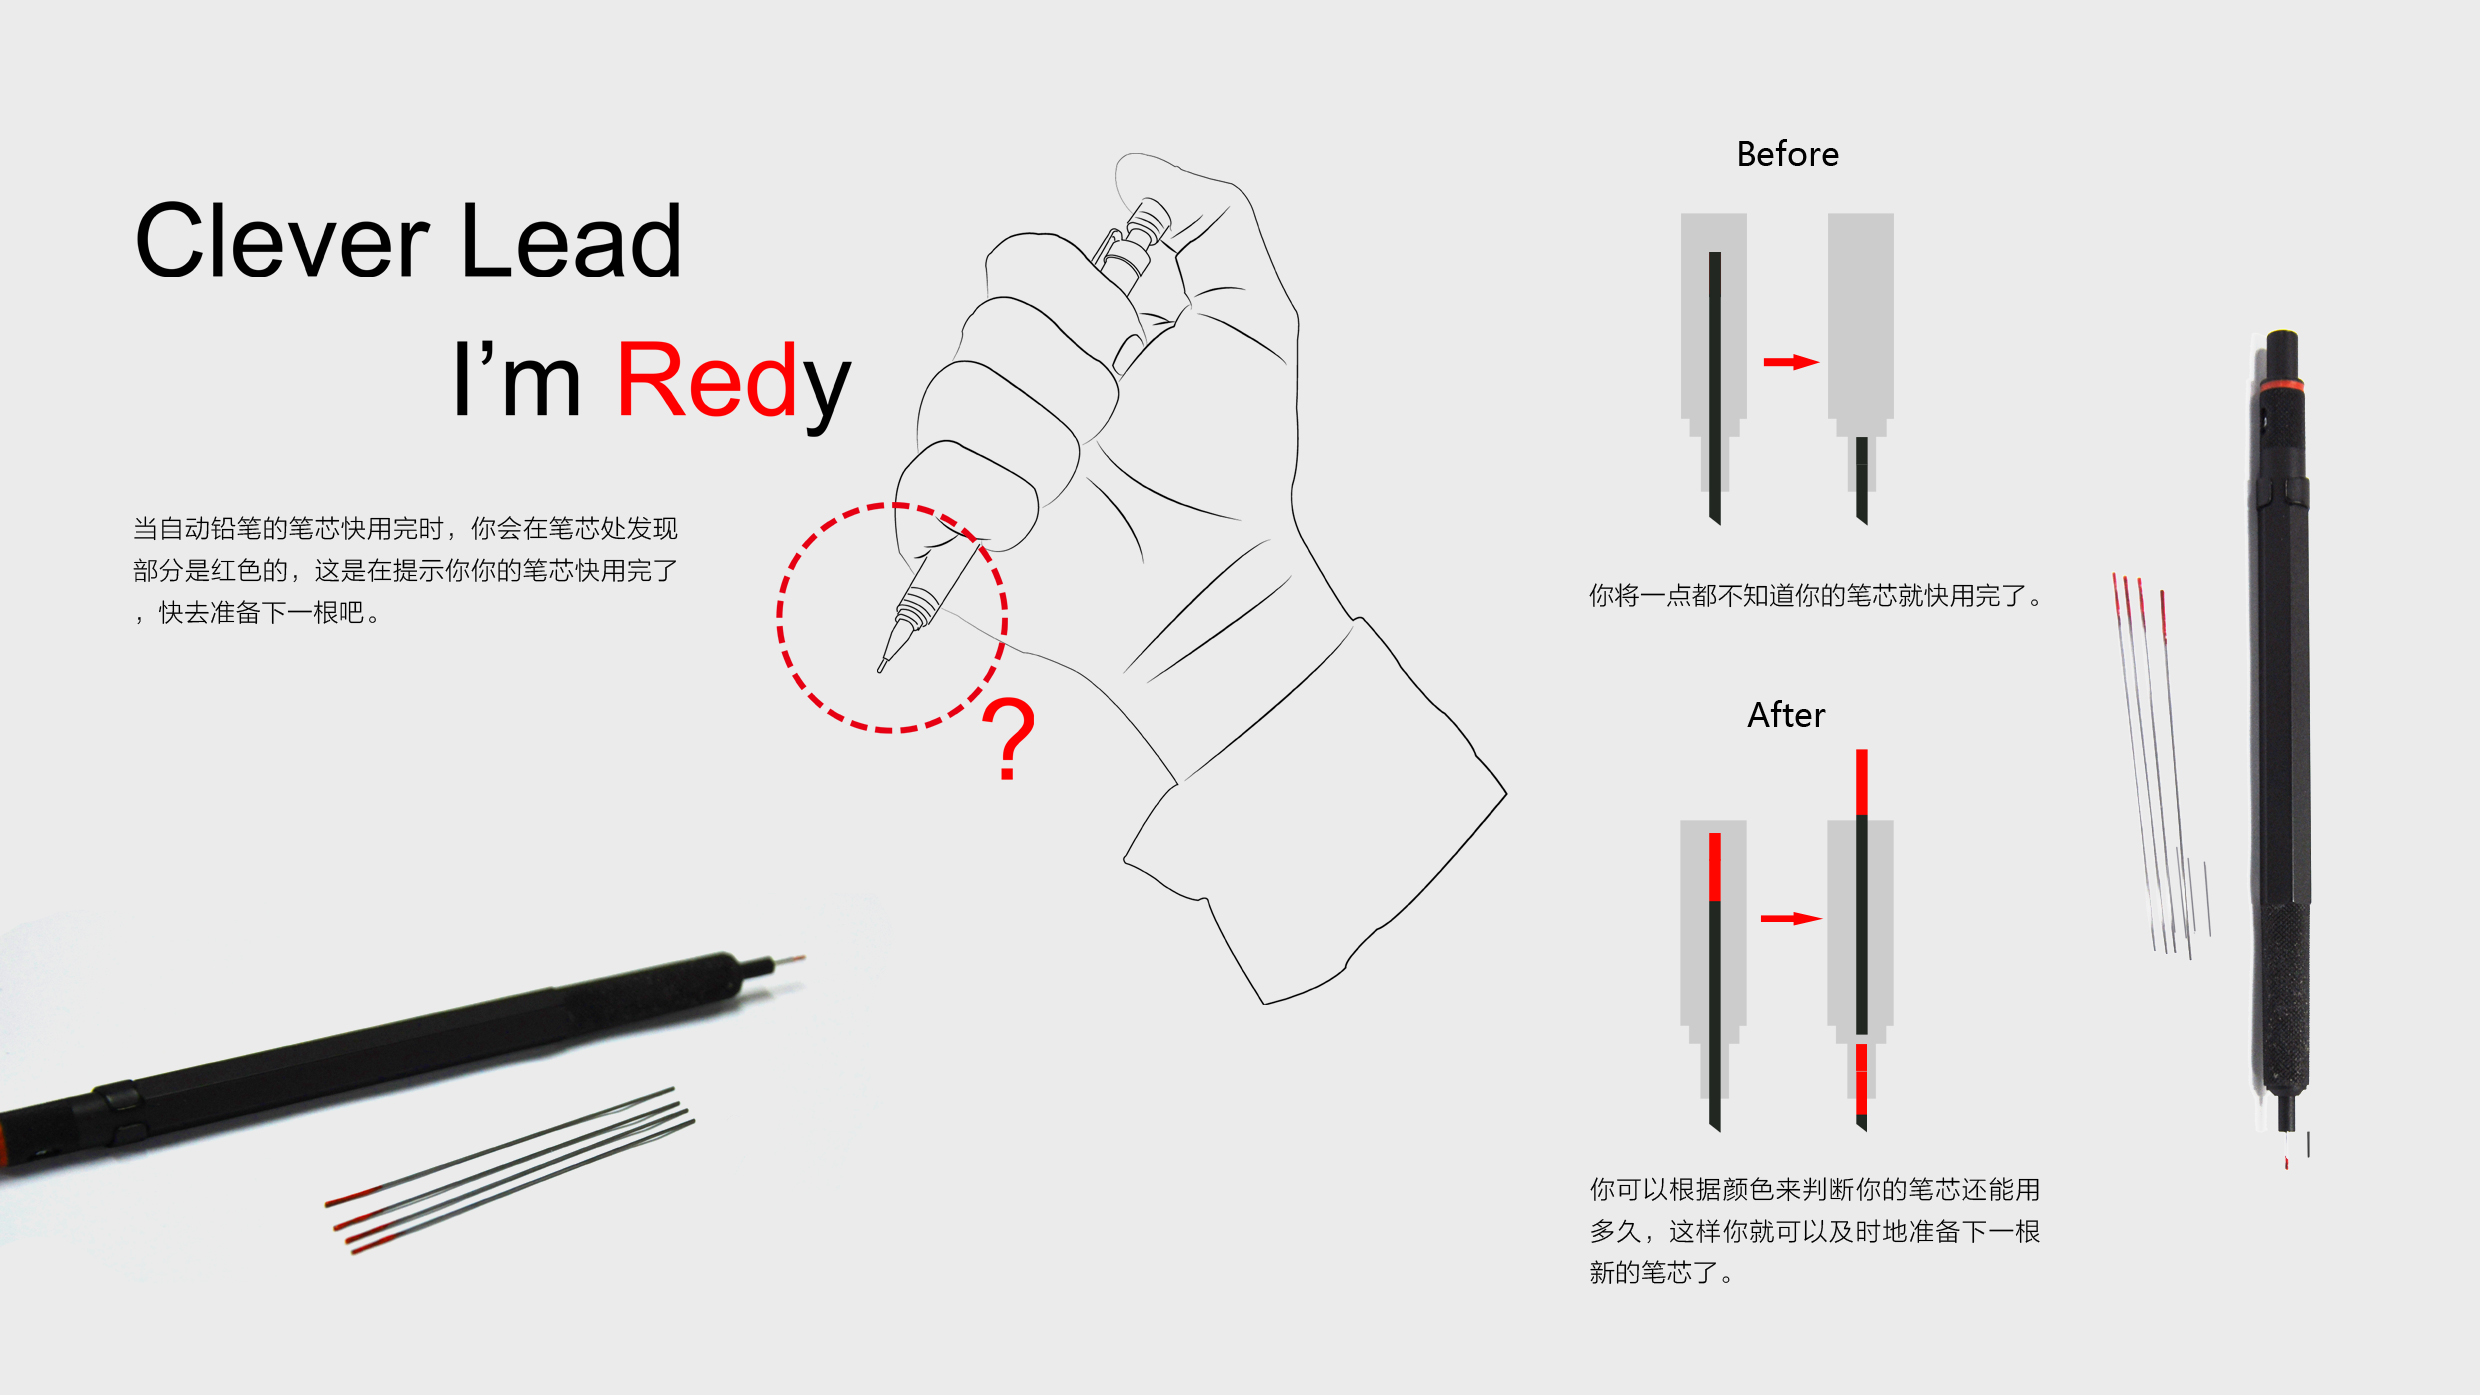 Clever Lead
I’m Redy
当自动铅笔的笔芯快用完时，你会在笔芯处发现
部分是红色的，这是在提示你你的笔芯快用完了
，快去准备下一根吧。
?
Before
你将一点都不知道你的笔芯就快用完了。
After
你可以根据颜色来判断你的笔芯还能用
多久，这样你就可以及时地准备下一根
新的笔芯了。